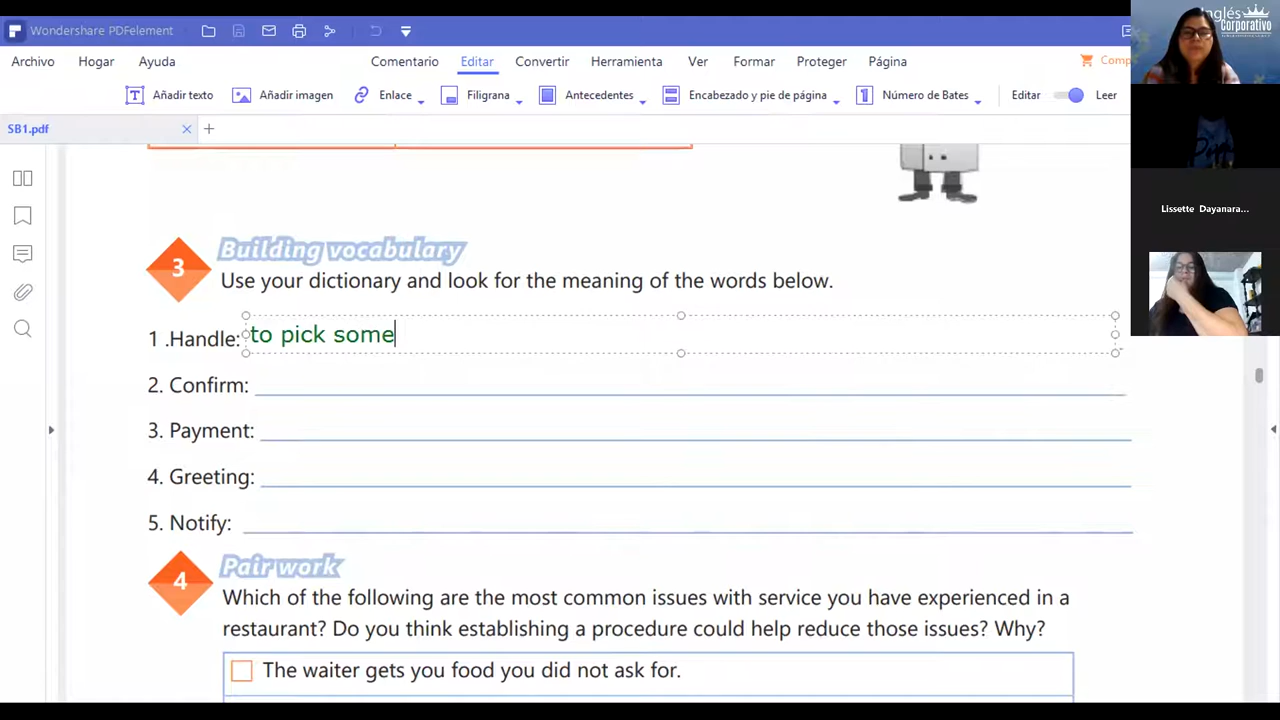 Wondershare PDFelement
Inglés
Corporativo
Archivo Hogar Ayuda Comentario Editar Convertir Herramienta Ver Formar Proteger Página Comp
Añadir texto Añadir imagen Enlace Filigrana Antecedentes Encabezado y pie de página Número de Bates Editar Leer
SB1.pdf
Lissette Dayanara...
3 Building vocabulary
Use your dictionary and look for the meaning of the words below.
1 .Handle: to pick some
2. Confirm:
3. Payment:
4. Greeting:
5. Notify:
4 Pair work
Which of the following are the most common issues with service you have experienced in a
restaurant? Do you think establishing a procedure could help reduce those issues? Why?
The waiter gets you food you did not ask for.